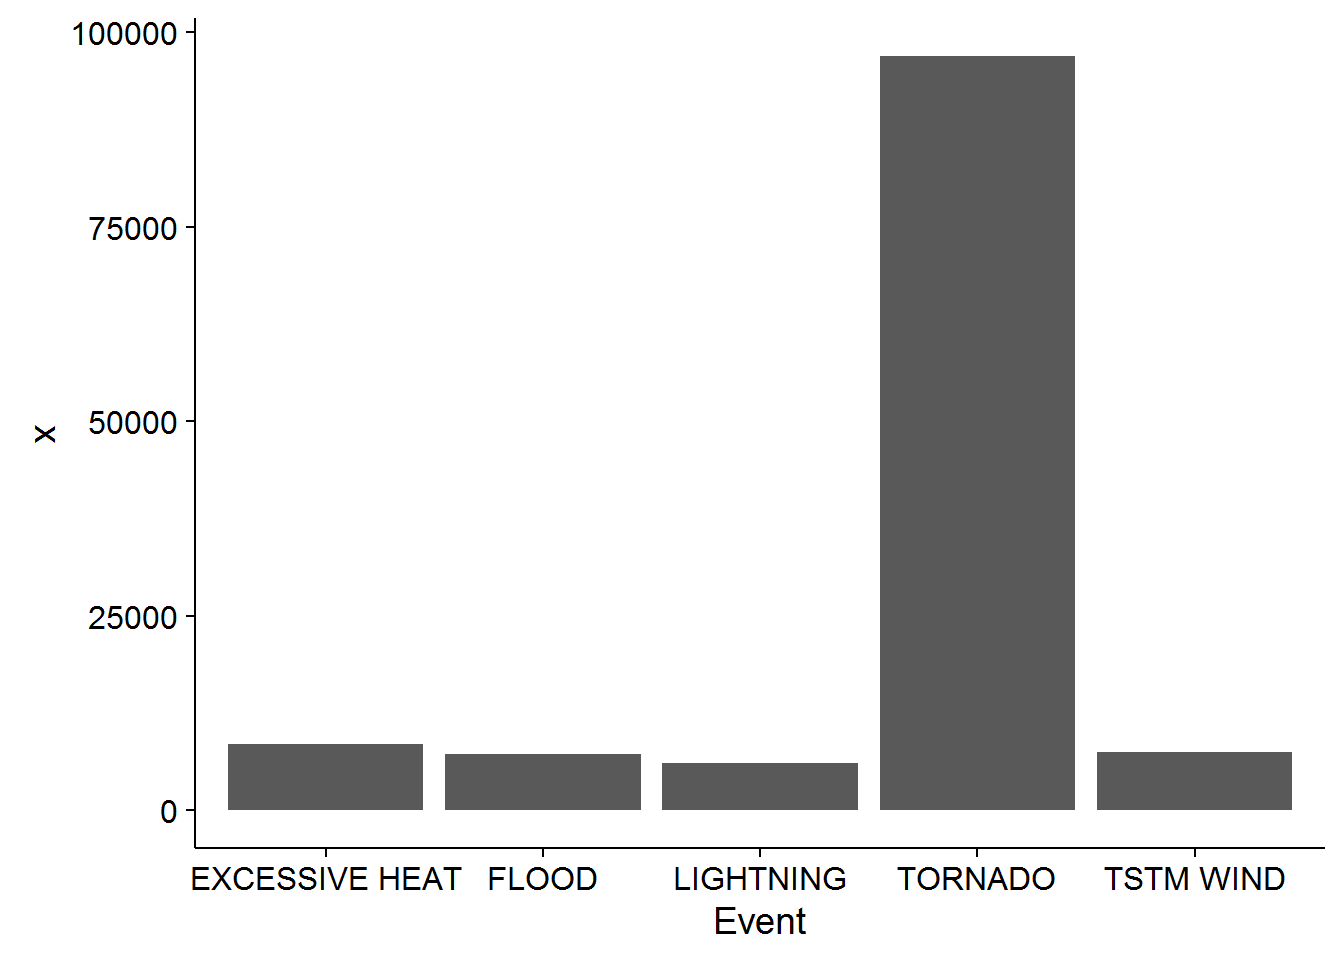 100000
75000
50000
25000
0
x
EXCESSIVE HEAT FLOOD LIGHTNING TORNADO TSTM WIND
Event